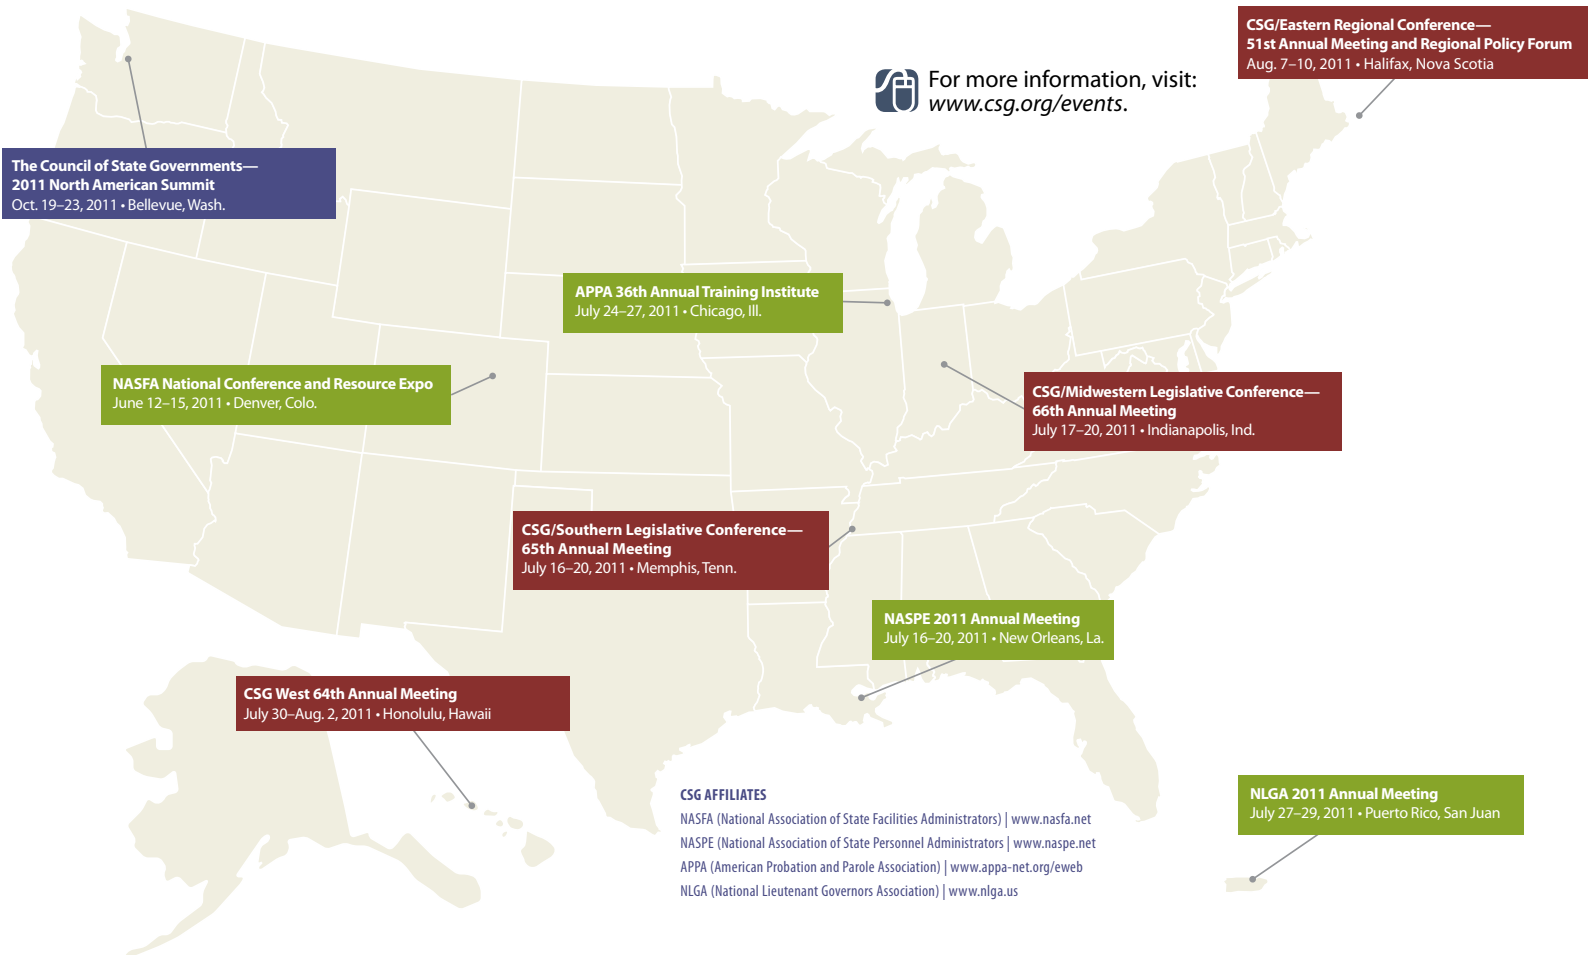 CSG/Eastern Regional Conference—
51st Annual Meeting and Regional Policy Forum
Aug. 7–10, 2011 • Halifax, Nova Scotia
For more information, visit:
www.csg.org/events.
The Council of State Governments—
2011 North American Summit
Oct. 19–23, 2011 • Bellevue, Wash.
APPA 36th Annual Training Institute
July 24–27, 2011 • Chicago, Ill.
NASFA National Conference and Resource Expo
June 12–15, 2011 • Denver, Colo.
CSG/Midwestern Legislative Conference—
66th Annual Meeting
July 17–20, 2011 • Indianapolis, Ind.
CSG/Southern Legislative Conference—
65th Annual Meeting
July 16–20, 2011 • Memphis, Tenn.
NASPE 2011 Annual Meeting
July 16–20, 2011 • New Orleans, La.
CSG West 64th Annual Meeting
July 30–Aug. 2, 2011 • Honolulu, Hawaii
NLGA 2011 Annual Meeting
July 27–29, 2011 • Puerto Rico, San Juan
CSG AFFILIATES
NASFA (National Association of State Facilities Administrators) | www.nasfa.net
NASPE (National Association of State Personnel Administrators | www.naspe.net
APPA (American Probation and Parole Association) | www.appa-net.org/eweb
NLGA (National Lieutenant Governors Association) | www.nlga.us